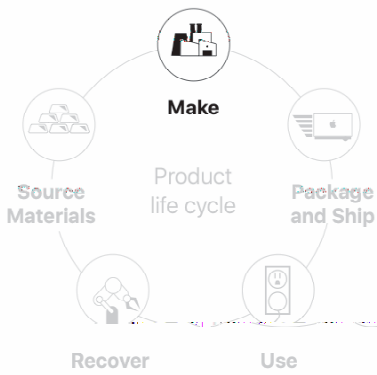 Make
Source
Materials
Product
life cycle
Package
and Ship
Recover
Use